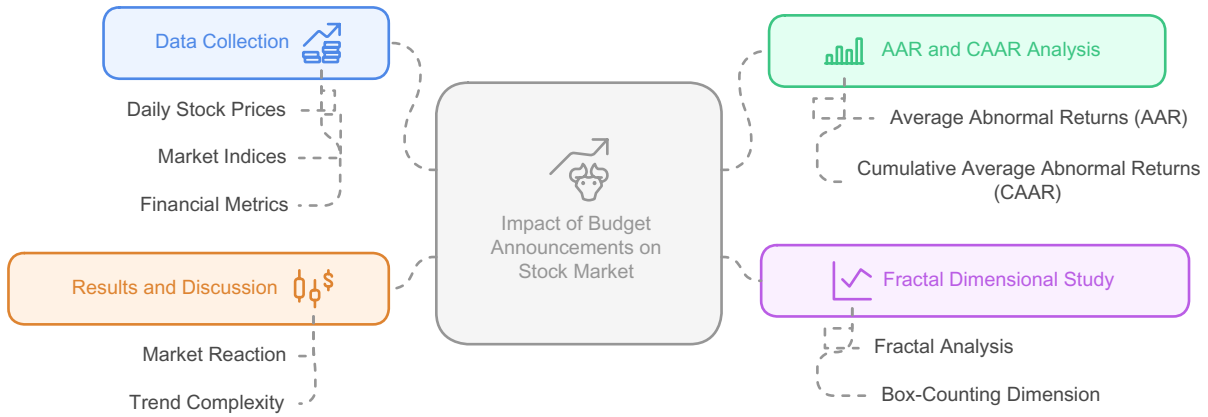 Data Collection
Daily Stock Prices
Market Indices
Financial Metrics
Results and Discussion
$
Market Reaction
Trend Complexity
Impact of Budget
Announcements on
Stock Market
AAR and CAAR Analysis
Average Abnormal Returns (AAR)
Cumulative Average Abnormal Returns
(CAAR)
Fractal Dimensional Study
Fractal Analysis
Box-Counting Dimension